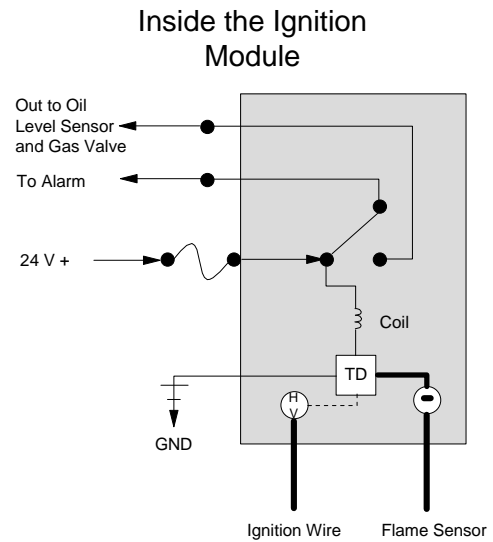 Inside the Ignition
Module
Out to Oil
Level Sensor
and Gas Valve
To Alarm
24 V +
Coil
TD
H
V
GND
Ignition Wire
Flame Sensor